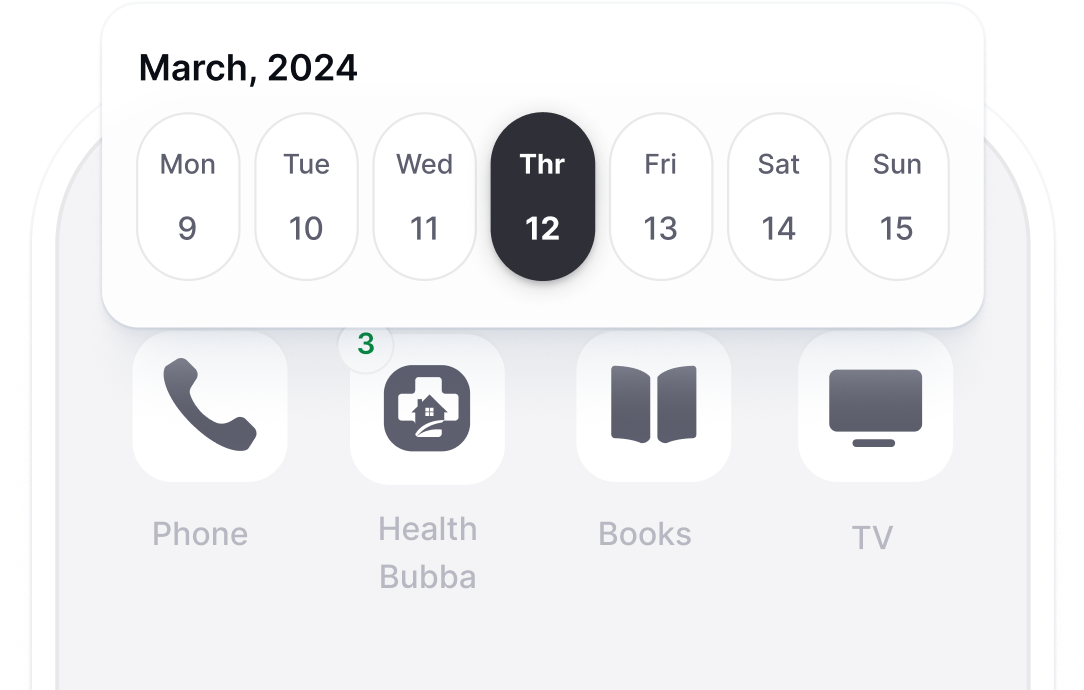 March, 2024
Mon Tue Wed Thr Fri Sat Sun
9 10 11 12 13 14 15
3
Phone Health Bubba Books TV